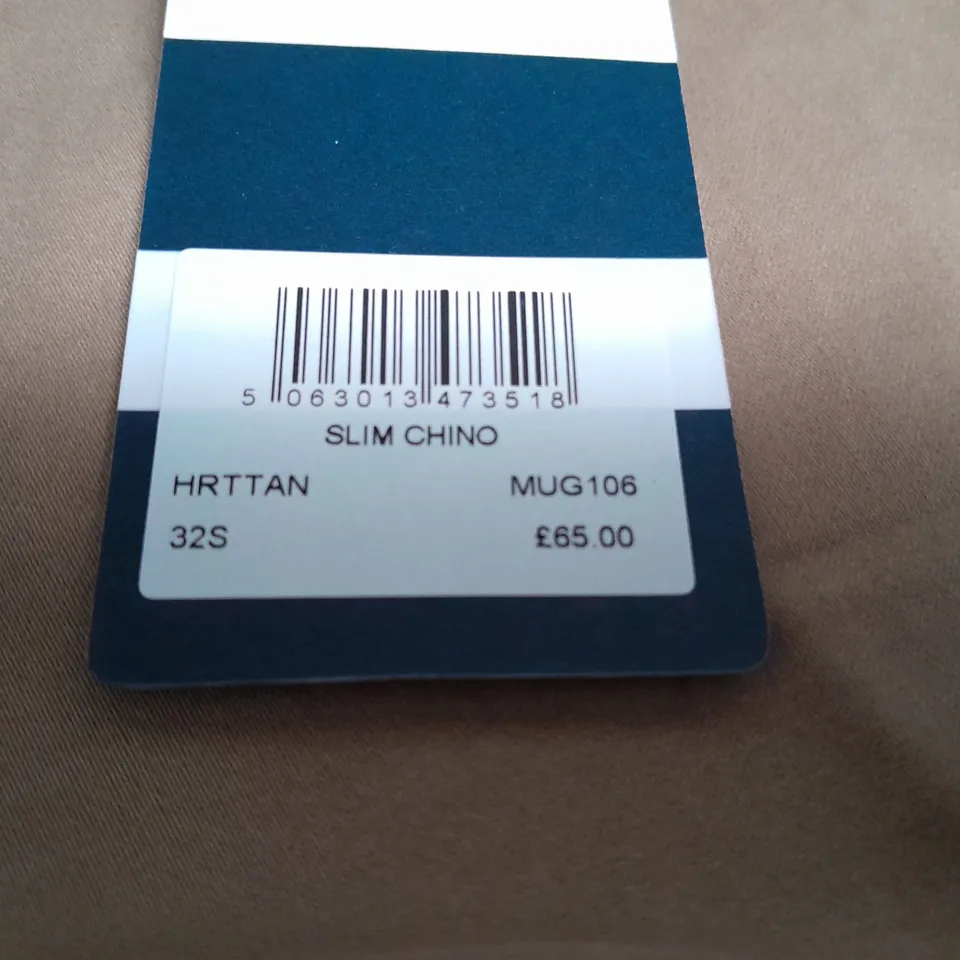 5 063013 473518
SLIM CHINO
HRTTAN MUG106
32S £65.00